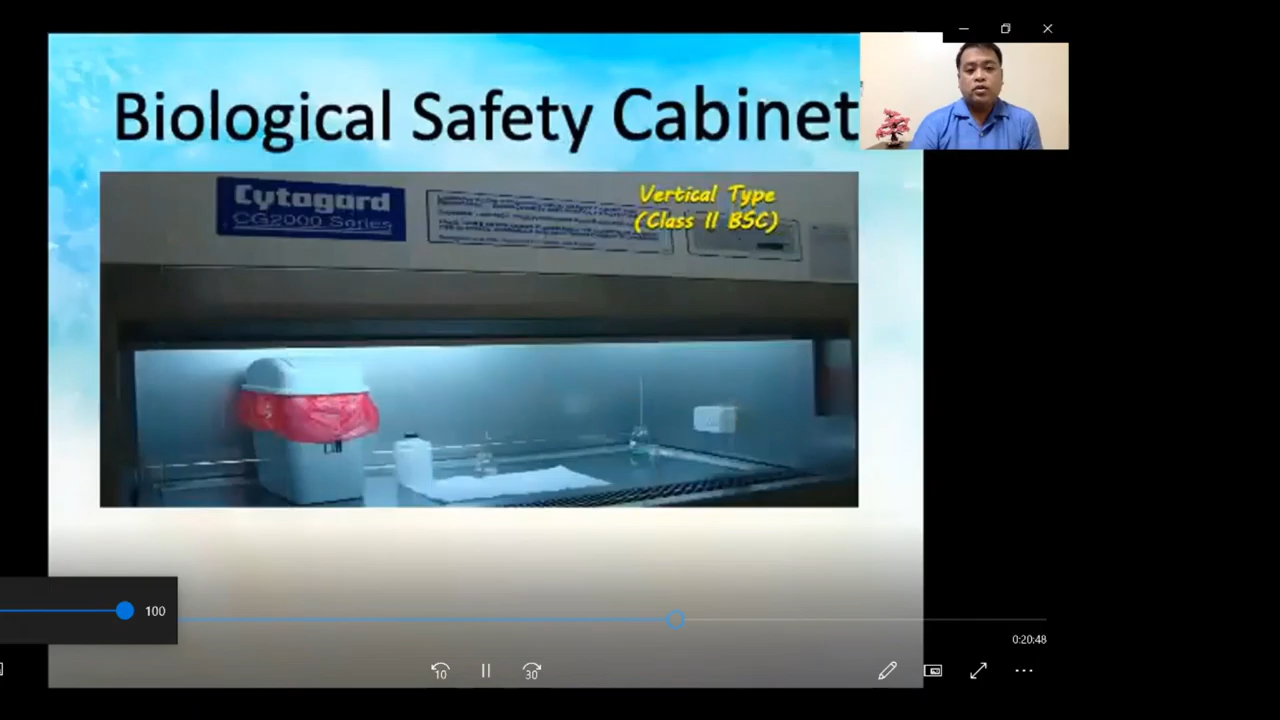 Biological Safety Cabinet
Cytagard
CG2000 Series
Vertical Type
(Class II BSC)
100
0:20:48
10
30